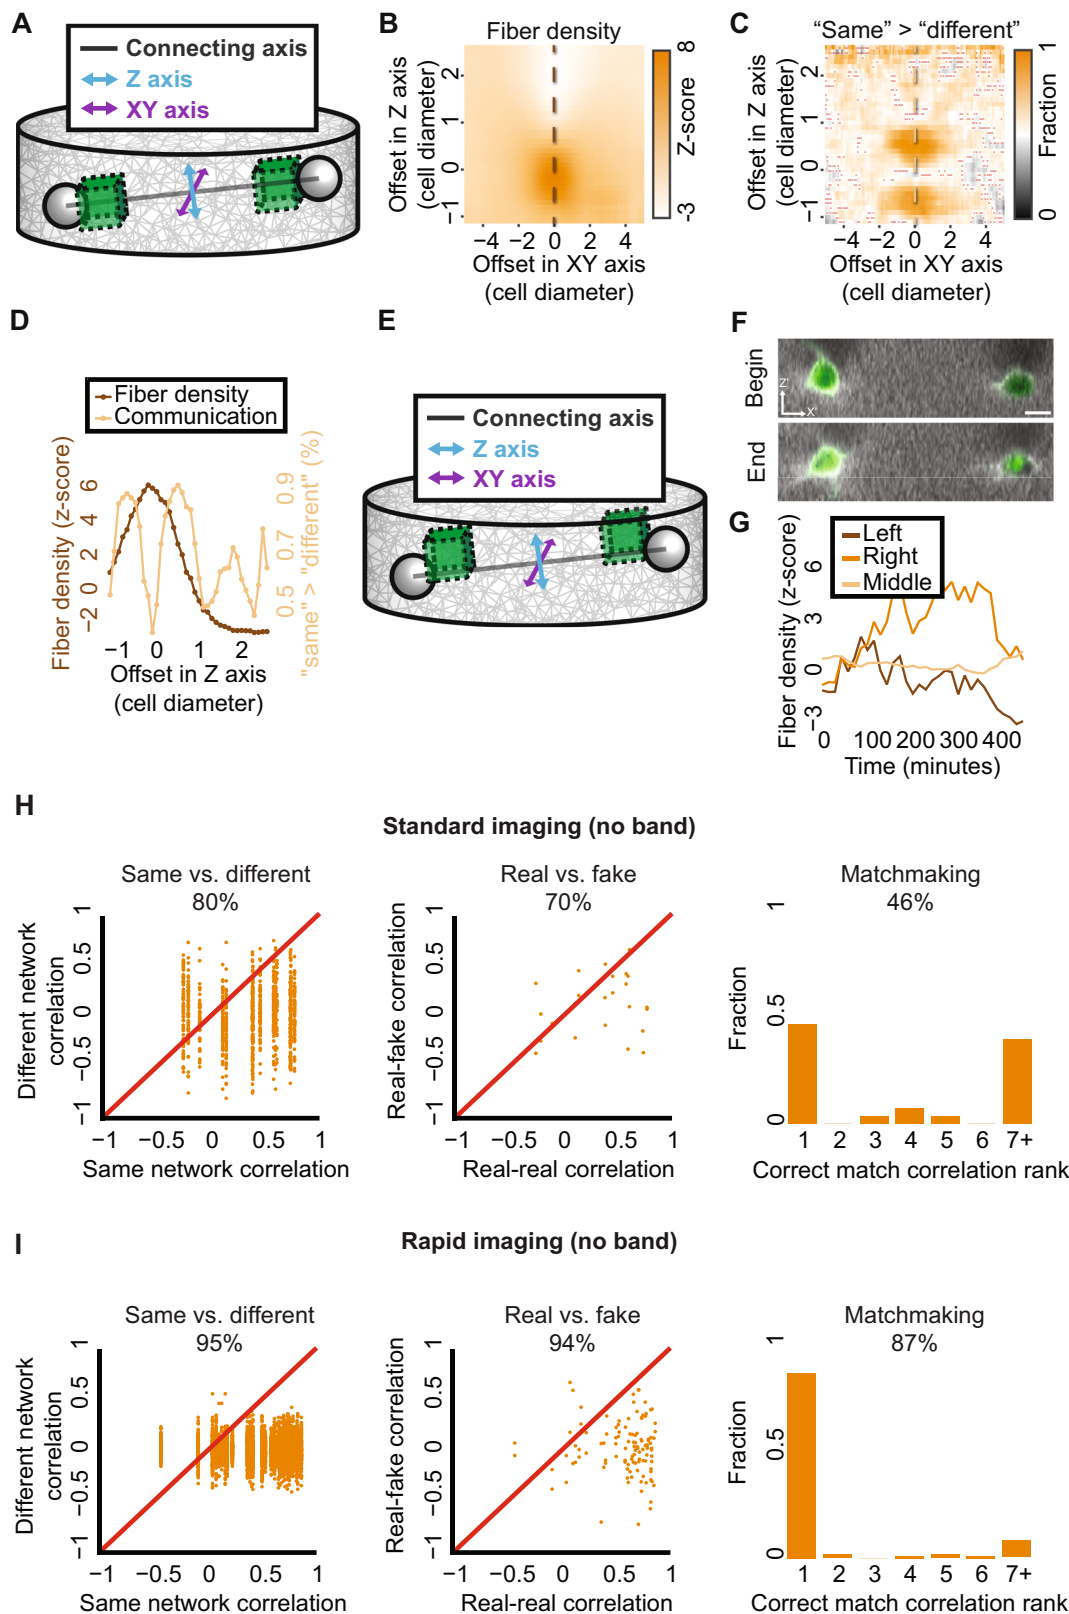 A
Connecting axis
Z axis
XY axis
B
Fiber density
Offset in Z axis
(cell diameter)
2
1
0
−1
−4 −2 0 2 4
Offset in XY axis
(cell diameter)
8
Z-score
−3
C
“Same” > “different”
Offset in Z axis
(cell diameter)
2
1
0
−1
−4 −2 0 2 4
Offset in XY axis
(cell diameter)
1
Fraction
0
D
Fiber density
Communication
Fiber density (z-score)
6
4
2
0
−2
−1 0 1 2
Offset in Z axis
(cell diameter)
0.9
0.7
0.5
"same" > "different" (%)
E
Connecting axis
Z axis
XY axis
F
Begin
Z'
X'
End
G
Left
Right
Middle
Fiber density (z-score)
6
3
0
−3
0 100 200 300 400
Time (minutes)
H
Standard imaging (no band)
Same vs. different
80%
Different network
correlation
1
0.5
0
−0.5
−1
−1 −0.5 0 0.5 1
Same network correlation
Real vs. fake
70%
Real-fake correlation
1
0.5
0
−0.5
−1
−1 −0.5 0 0.5 1
Real-real correlation
Matchmaking
46%
Fraction
1
0.5
0
1 2 3 4 5 6 7+
Correct match correlation rank
I
Rapid imaging (no band)
Same vs. different
95%
Different network
correlation
1
0.5
0
−0.5
−1
−1 −0.5 0 0.5 1
Same network correlation
Real vs. fake
94%
Real-fake correlation
1
0.5
0
−0.5
−1
−1 −0.5 0 0.5 1
Real-real correlation
Matchmaking
87%
Fraction
1
0.5
0
1 2 3 4 5 6 7+
Correct match correlation rank